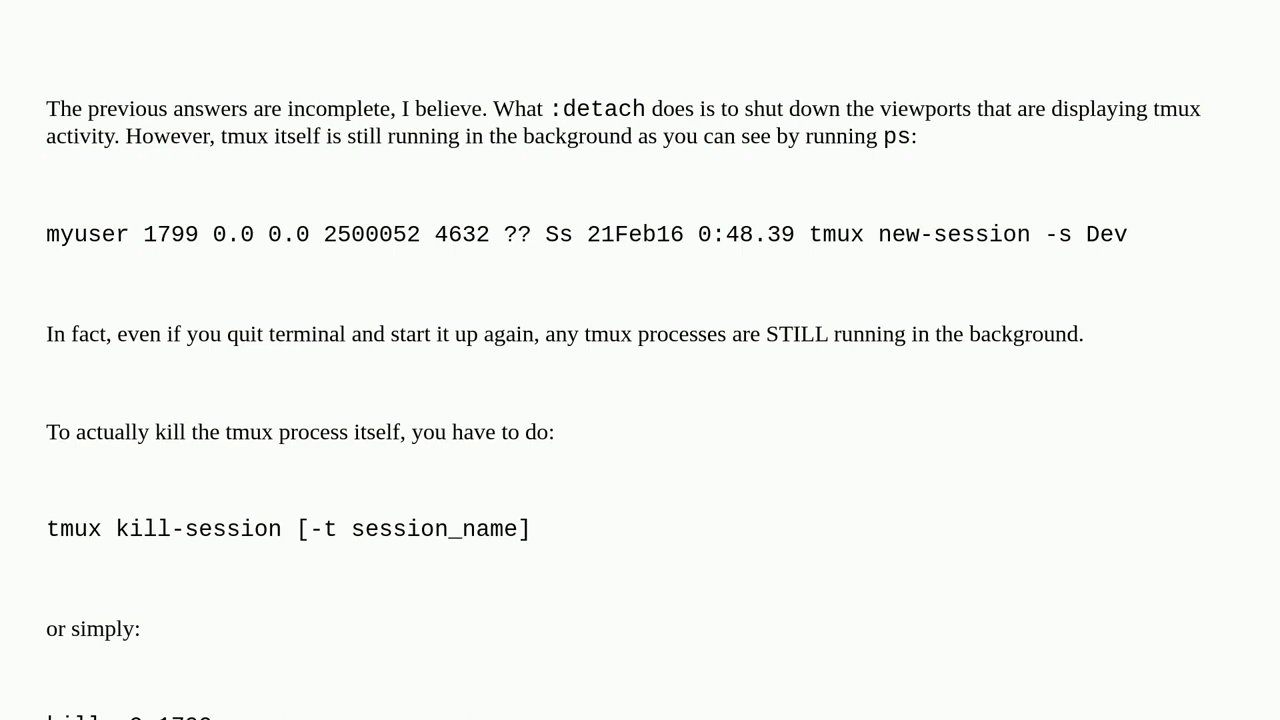 The previous answers are incomplete, I believe. What :detach does is to shut down the viewports that are displaying tmux
activity. However, tmux itself is still running in the background as you can see by running ps:
myuser 1799 0.0 0.0 2500052 4632 ?? Ss 21Feb16 0:48.39 tmux new-session -s Dev
In fact, even if you quit terminal and start it up again, any tmux processes are STILL running in the background.
To actually kill the tmux process itself, you have to do:
tmux kill-session [-t session_name]
or simply: